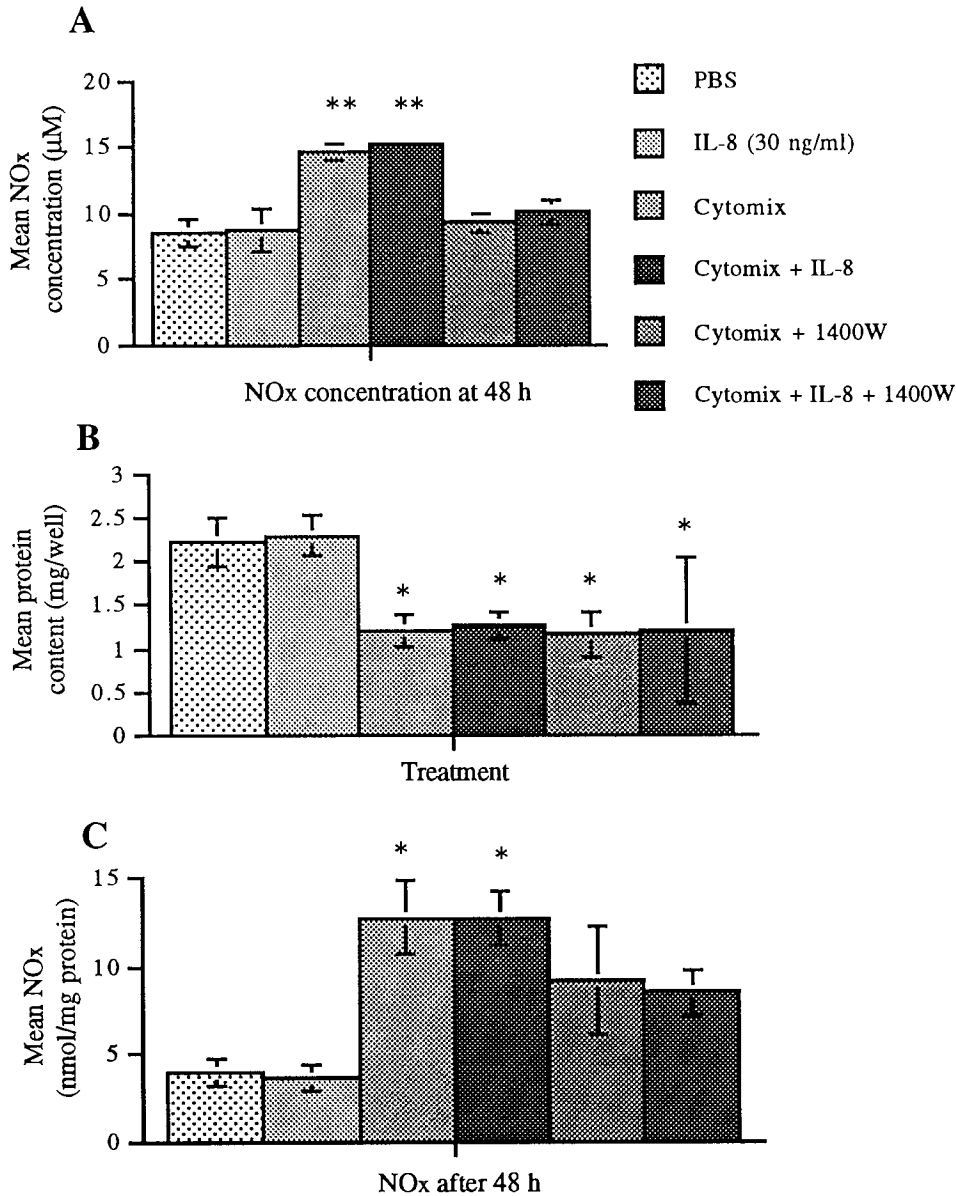 A
20
15
10
5
0
Mean NOx
concentration (μM)
** **
NOx concentration at 48 h
PBS
IL-8 (30 ng/ml)
Cytomix
Cytomix + IL-8
Cytomix + 1400W
Cytomix + IL-8 + 1400W
B
3
2.5
2
1.5
1
0.5
0
Mean protein
content (mg/well)
* * * *
Treatment
C
15
10
5
0
Mean NOx
(nmol/mg protein)
* *
NOx after 48 h